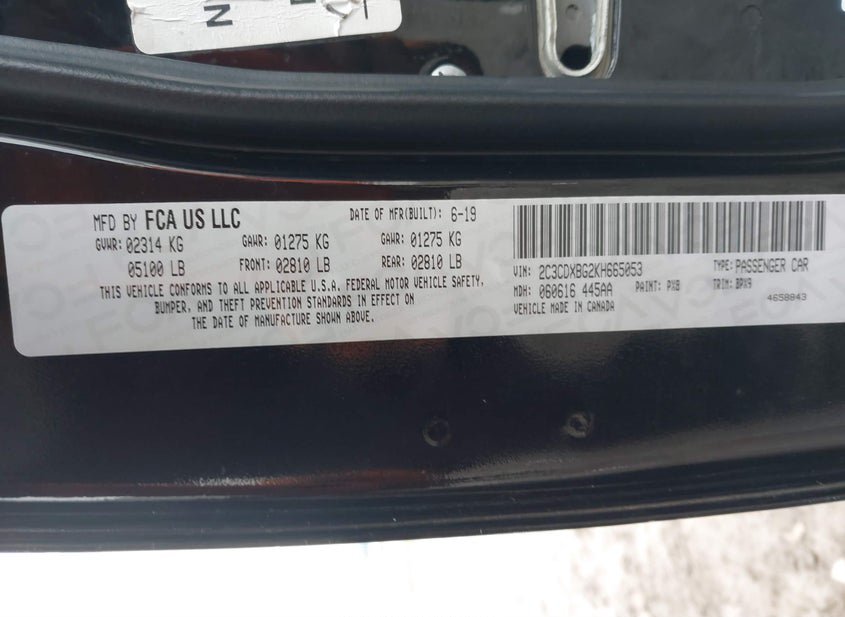 MFD BY FCA US LLC DATE OF MFR(BUILT): 6-19
GVWR: 02314 KG GAWR: 01275 KG GAWR: 01275 KG
05100 LB FRONT: 02810 LB REAR: 02810 LB
THIS VEHICLE CONFORMS TO ALL APPLICABLE U.S.A. FEDERAL MOTOR VEHICLE SAFETY,
BUMPER, AND THEFT PREVENTION STANDARDS IN EFFECT ON
THE DATE OF MANUFACTURE SHOWN ABOVE.
VIN: 2C3CDXBG2KH665053 TYPE: PASSENGER CAR
MDH: 060616 445AA PAINT: PX8 TRIM: BPX9
VEHICLE MADE IN CANADA 4658843